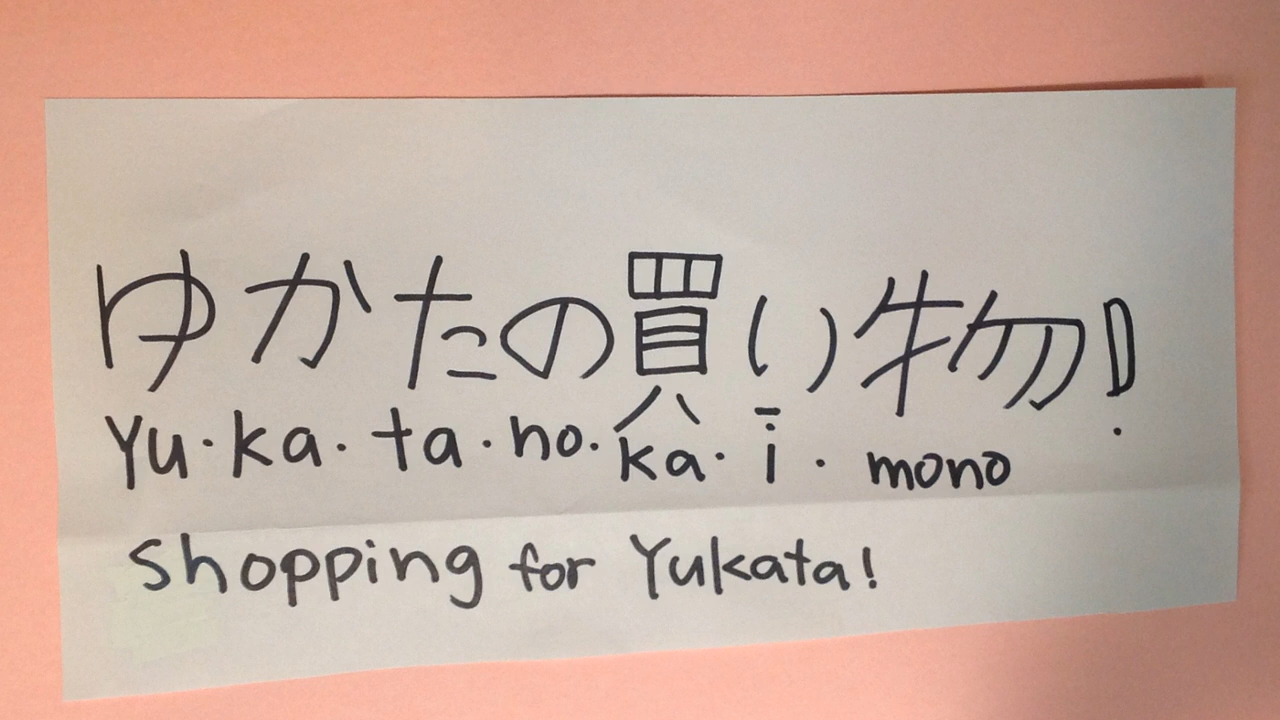 ゆかたの買い物!
Yu·ka·ta·no·ka·ī·mono
Shopping for Yukata!